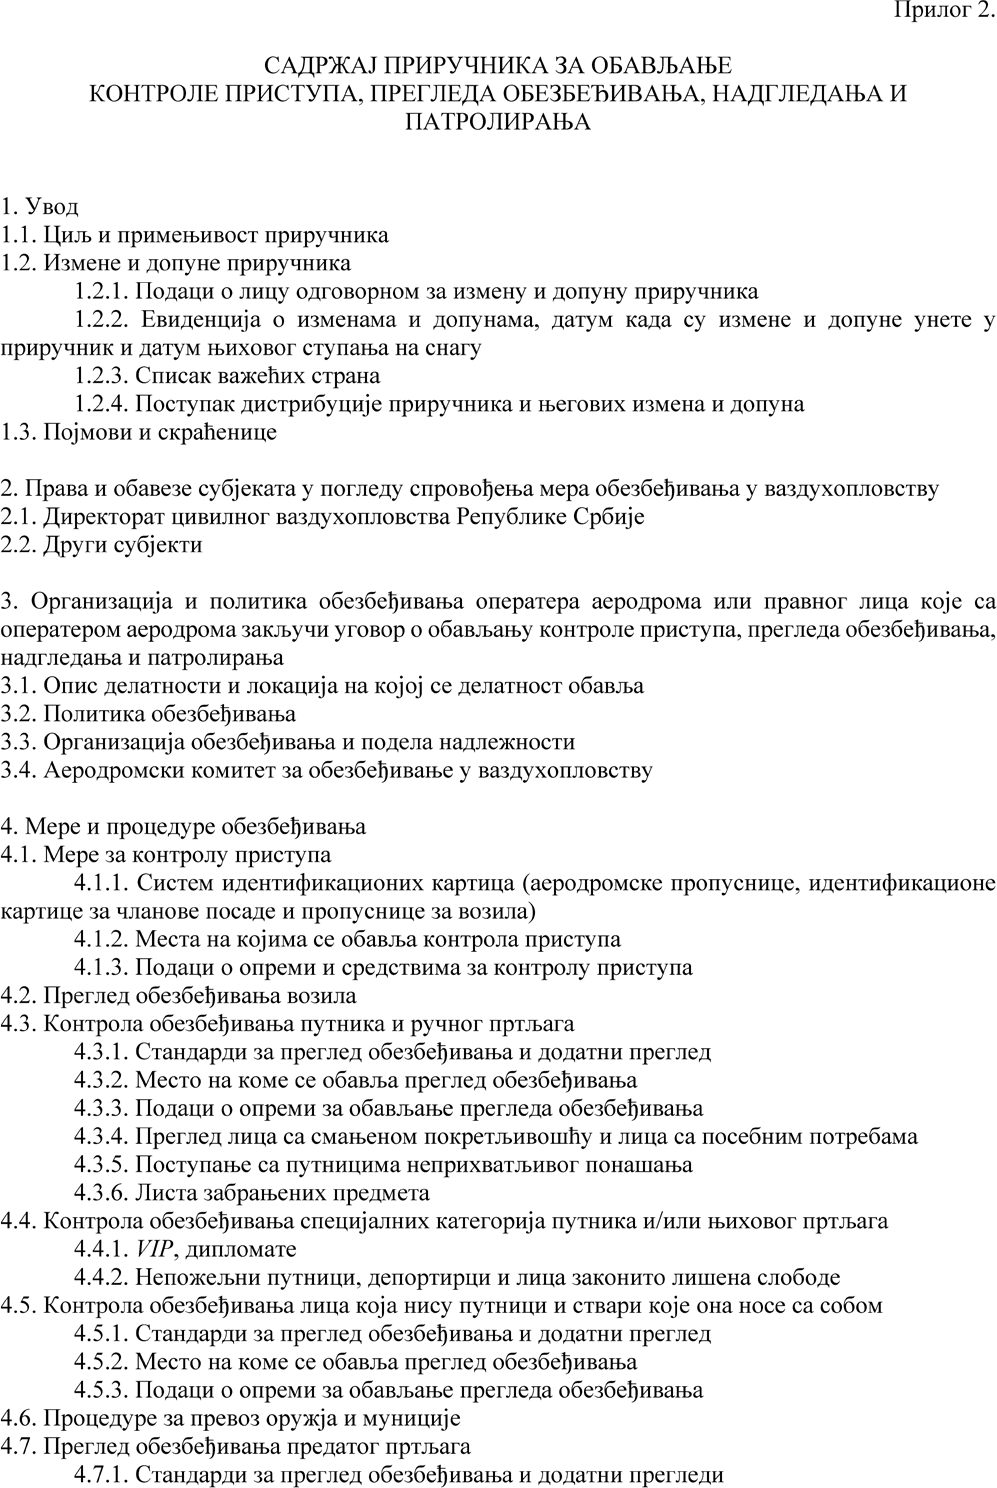 Прилог 2.
САДРЖАЈ ПРИРУЧНИКА ЗА ОБАВЉАЊЕ
КОНТРОЛЕ ПРИСТУПА, ПРЕГЛЕДА ОБЕЗБЕЂИВАЊА, НАДГЛЕДАЊА И
ПАТРОЛИРАЊА
1. Увод
1.1. Циљ и примењивост приручника
1.2. Измене и допуне приручника
1.2.1. Подаци о лицу одговорном за измену и допуну приручника
1.2.2. Евиденција о изменама и допунама, датум када су измене и допуне унете у
приручник и датум њиховог ступања на снагу
1.2.3. Списак важећих страна
1.2.4. Поступак дистрибуције приручника и његових измена и допуна
1.3. Појмови и скраћенице
2. Права и обавезе субјеката у погледу спровођења мера обезбеђивања у ваздухопловству
2.1. Директорат цивилног ваздухопловства Републике Србије
2.2. Други субјекти
3. Организација и политика обезбеђивања оператера аеродрома или правног лица које са
оператером аеродрома закључи уговор о обављању контроле приступа, прегледа обезбеђивања,
надгледања и патролирања
3.1. Опис делатности и локација на којој се делатност обавља
3.2. Политика обезбеђивања
3.3. Организација обезбеђивања и подела надлежности
3.4. Аеродромски комитет за обезбеђивање у ваздухопловству
4. Мере и процедуре обезбеђивања
4.1. Мере за контролу приступа
4.1.1. Систем идентификационих картица (аеродромске пропуснице, идентификационе
картице за чланове посаде и пропуснице за возила)
4.1.2. Места на којима се обавља контрола приступа
4.1.3. Подаци о опреми и средствима за контролу приступа
4.2. Преглед обезбеђивања возила
4.3. Контрола обезбеђивања путника и ручног пртљага
4.3.1. Стандарди за преглед обезбеђивања и додатни преглед
4.3.2. Место на коме се обавља преглед обезбеђивања
4.3.3. Подаци о опреми за обављање прегледа обезбеђивања
4.3.4. Преглед лица са смањеном покретљивошћу и лица са посебним потребама
4.3.5. Поступање са путницима неприхватљивог понашања
4.3.6. Листа забрањених предмета
4.4. Контрола обезбеђивања специјалних категорија путника и/или њиховог пртљага
4.4.1. VIP, дипломате
4.4.2. Непожељни путници, депортирци и лица законито лишена слободе
4.5. Контрола обезбеђивања лица која нису путници и ствари које она носе са собом
4.5.1. Стандарди за преглед обезбеђивања и додатни преглед
4.5.2. Место на коме се обавља преглед обезбеђивања
4.5.3. Подаци о опреми за обављање прегледа обезбеђивања
4.6. Процедуре за превоз оружја и муниције
4.7. Преглед обезбеђивања предатог пртљага
4.7.1. Стандарди за преглед обезбеђивања и додатни прегледи